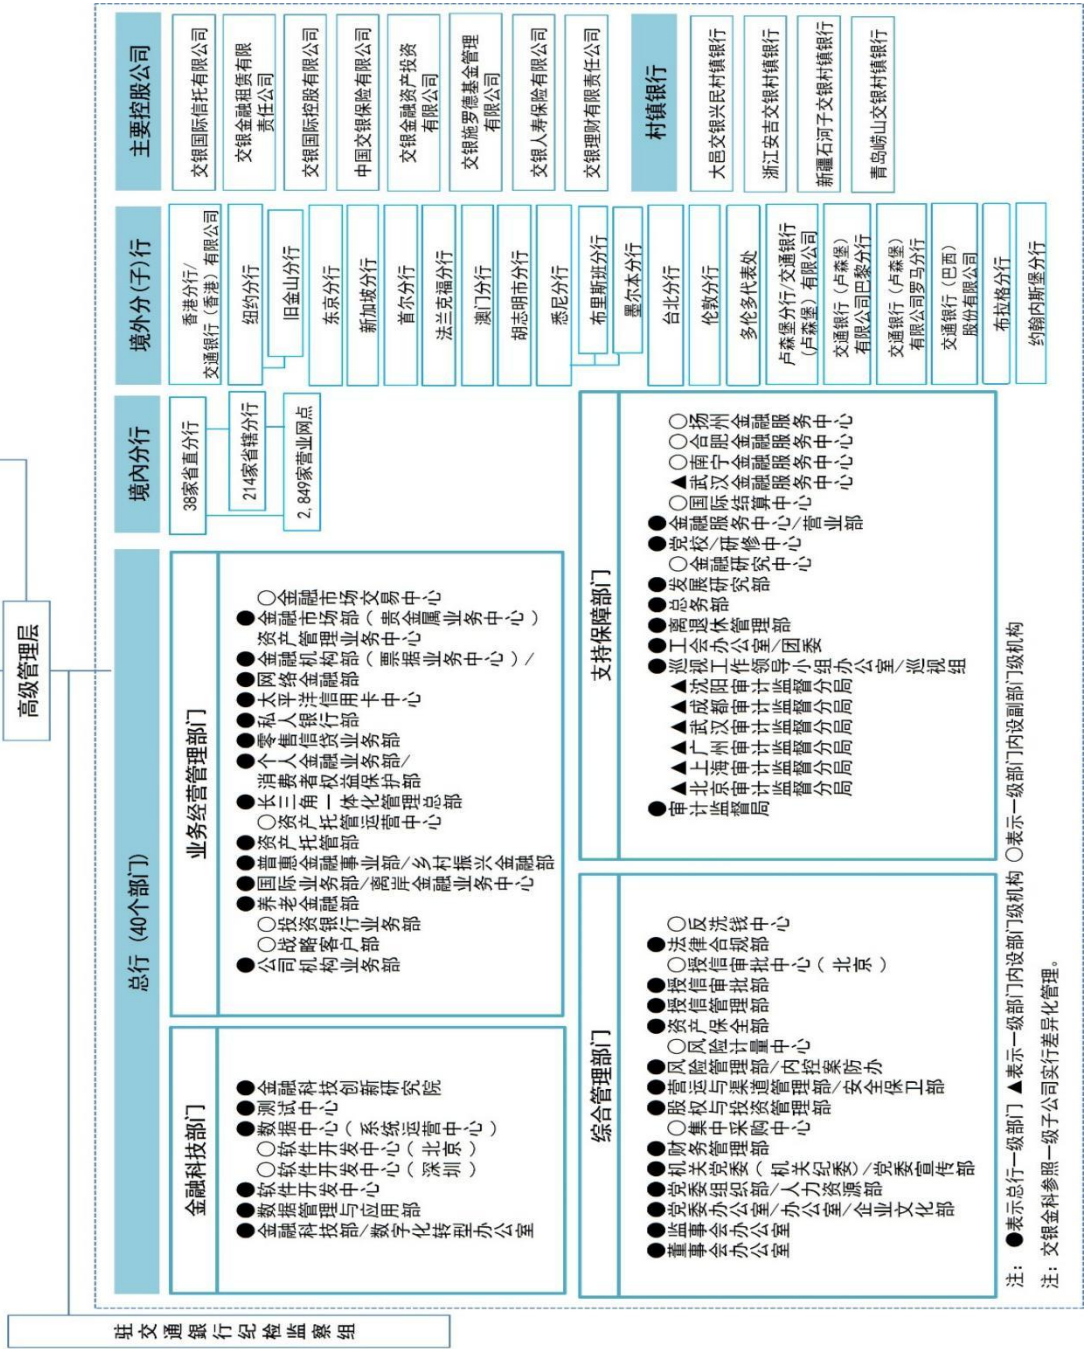 高级管理层
驻交通銀行纪检监察组
总行（40个部门）
金融科技部门
●金融科技部/数字化转型办公室
●数据管理与应用部
●软件开发中心
○软件开发中心（深圳）
○软件开发中心（北京）
●数据中心（系统运营中心）
●测试中心
●金融科技创新研究院
业务经营管理部门
●公司机构业务部
○战略客户部
○投资银行业务部
●养老金融部
●国际业务部/离岸金融业务中心
●普惠金融事业部/乡村振兴金融部
●资产托管部
○资产托管运营中心
●长三角一体化管理总部
●个人金融业务部/
消费者权益保护部
●零售信贷业务部
●私人银行部
●太平洋信用卡中心
●网络金融部
●金融机构部（票据业务中心）/
资产管理业务中心
●金融市场部（贵金属业务中心）
○金融市场交易中心
综合管理部门
●董事会办公室
●监事会办公室
●党委办公室/办公室/企业文化部
●党委组织部/人力资源部
●机关党委（机关纪委）/党委宣传部
●财务管理部
○集中采购中心
●股权与投资管理部
●营运与渠道管理部/安全保卫部
●风险管理部/内控案防办
○风险计量中心
●资产保全部
●授信管理部
●授信审批部
○授信审批中心（北京）
●法律合规部
○反洗钱中心
支持保障部门
●审计监督局
▲北京审计监督分局
▲上海审计监督分局
▲广州审计监督分局
▲武汉审计监督分局
▲成都审计监督分局
▲沈阳审计监督分局
●巡视工作领导小组办公室/巡视组
●工会办公室/团委
●离退休管理部
●总务部
●发展研究部
○金融研究中心
●党校/研修中心
●金融服务中心/营业部
○国际结算中心
▲武汉金融服务中心
○南宁金融服务中心
○合肥金融服务中心
○扬州金融服务中心
境内分行
38家省直分行
214家省辖分行
2,849家营业网点
境外分(子)行
香港分行/
交通银行（香港）有限公司
纽约分行
旧金山分行
东京分行
新加坡分行
首尔分行
法兰克福分行
澳门分行
胡志明市分行
悉尼分行
布里斯班分行
墨尔本分行
台北分行
伦敦分行
多伦多代表处
卢森堡分行/交通银行
(卢森堡）有限公司
交通银行（卢森堡）
有限公司巴黎分行
交通银行（卢森堡）
有限公司罗马分行
交通银行（巴西）
股份有限公司
布拉格分行
约翰内斯堡分行
主要控股公司
交银国际信托有限公司
交银金融租赁有限
责任公司
交银国际控股有限公司
中国交银保险有限公司
交银金融资产投资
有限公司
交银施罗德基金管理
有限公司
交银人寿保险有限公司
交银理财有限责任公司
村镇银行
大邑交银兴民村镇银行
浙江安吉交银村镇银行
新疆石河子交银村镇银行
青岛崂山交银村镇银行
注：●表示总行一级部门 ▲表示一级部门内设部门级机构 ○表示一级部门内设副部门级机构
注：交银金科参照一级子公司实行差异化管理。